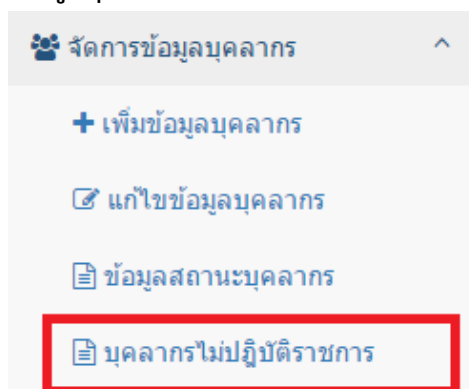 จัดการข้อมูลบุคลากร
เพิ่มข้อมูลบุคลากร
แก้ไขข้อมูลบุคลากร
ข้อมูลสถานะบุคลากร
บุคลากรไม่ปฏิบัติราชการ